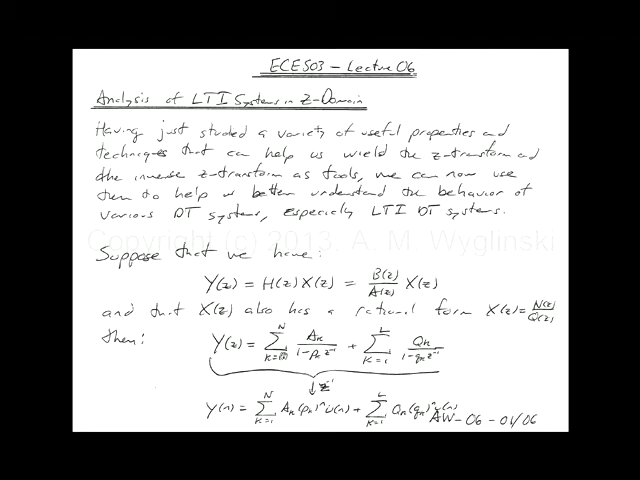 ECE503 – Lecture 06
Analysis of LTI Systems in Z-Domain
Having just studied a variety of useful properties and
techniques that can help us wield the z-transform and
the inverse z-transform as tools, we can now use
them to help us better understand the behavior of
various DT systems, especially LTI DT systems.
Copyright (c) 2013, A. M. Wyglinski
Suppose that we have:
Y(z) = H(z) X(z) = B(z)/A(z) X(z)
and that X(z) also has a rational form X(z) = N(z)/Q(z)
then: Y(z) = Σ_{k=1}^{N} A_k/(1-p_k z^{-1}) + Σ_{k=1}^{L} Q_k/(1-q_k z^{-1})
↓ z^{-1}
y(n) = Σ_{k=1}^{N} A_k (p_k)^n u(n) + Σ_{k=1}^{L} Q_k (q_k)^n u(n)
AW-06-01/06